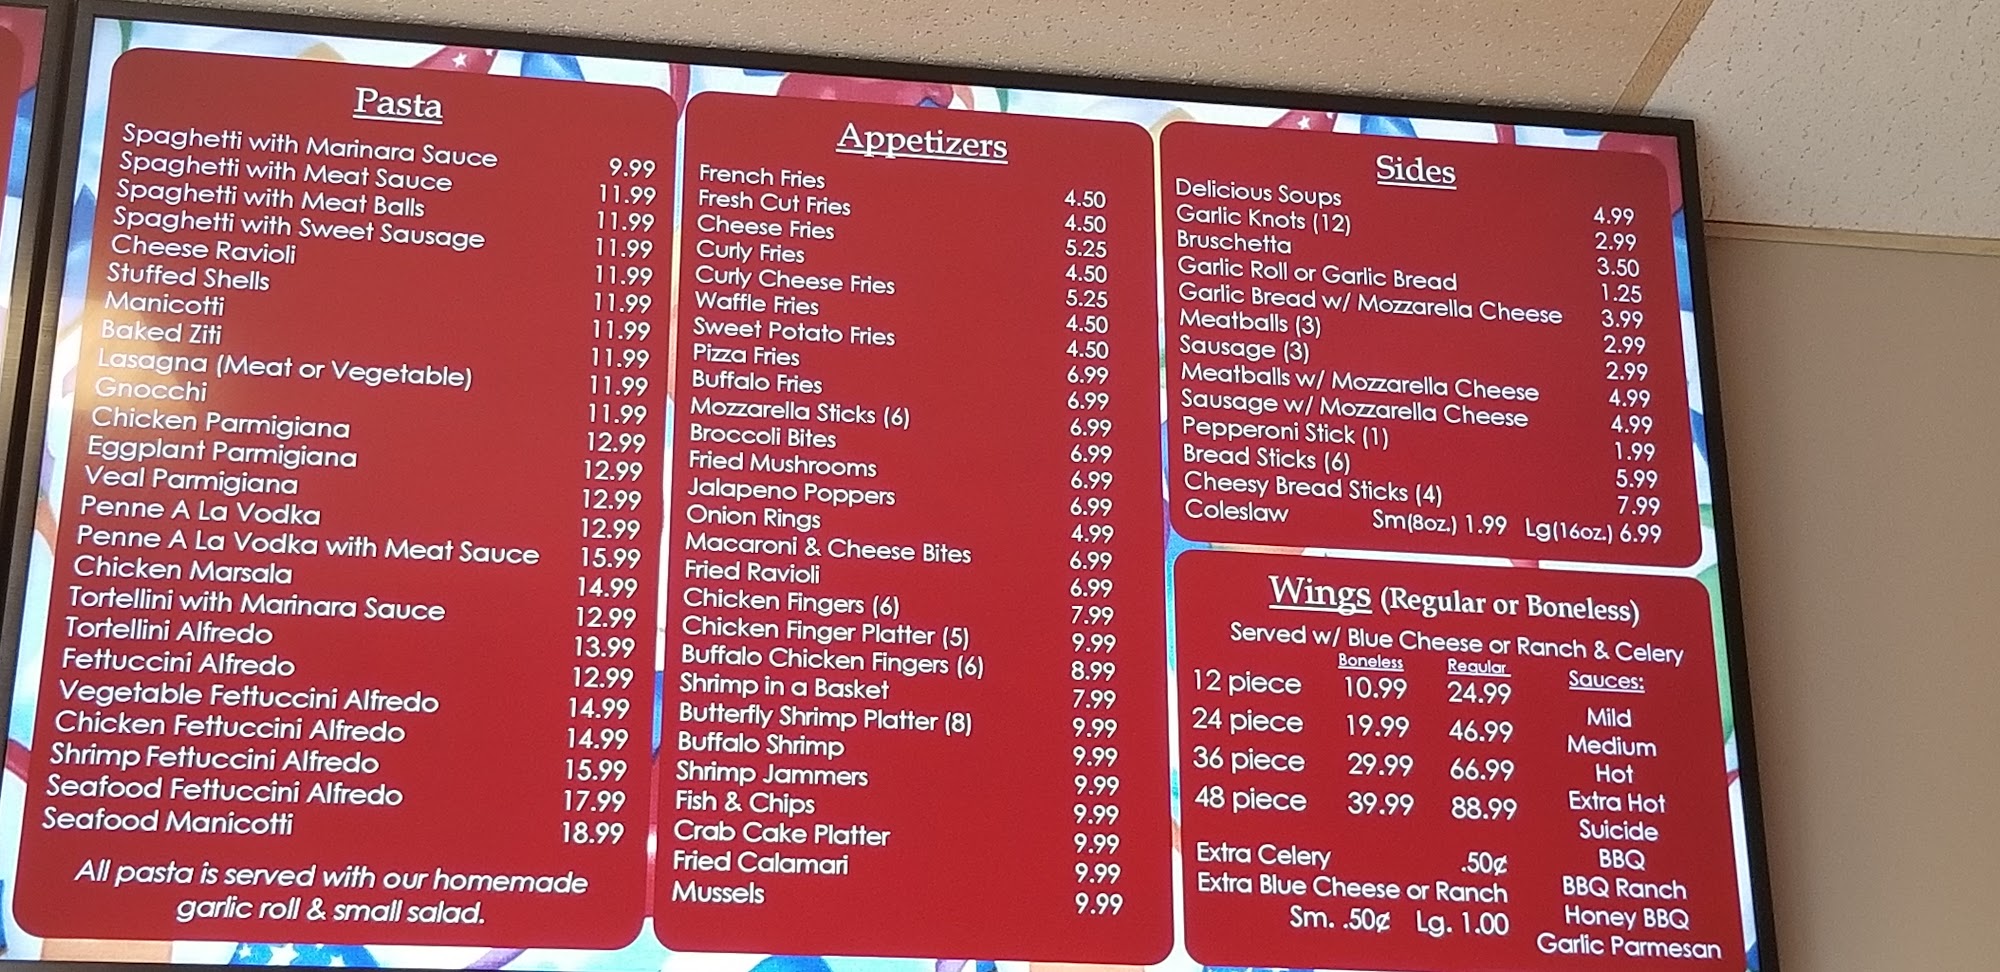 Pasta
Spaghetti with Marinara Sauce 9.99
Spaghetti with Meat Sauce 11.99
Spaghetti with Meat Balls 11.99
Spaghetti with Sweet Sausage 11.99
Cheese Ravioli 11.99
Stuffed Shells 11.99
Manicotti 11.99
Baked Ziti 11.99
Lasagna (Meat or Vegetable) 11.99
Gnocchi 11.99
Chicken Parmigiana 12.99
Eggplant Parmigiana 12.99
Veal Parmigiana 12.99
Penne A La Vodka 12.99
Penne A La Vodka with Meat Sauce 15.99
Chicken Marsala 14.99
Tortellini with Marinara Sauce 12.99
Tortellini Alfredo 13.99
Fettuccini Alfredo 12.99
Vegetable Fettuccini Alfredo 14.99
Chicken Fettuccini Alfredo 14.99
Shrimp Fettuccini Alfredo 15.99
Seafood Fettuccini Alfredo 17.99
Seafood Manicotti 18.99
All pasta is served with our homemade
garlic roll & small salad.
Appetizers
French Fries 4.50
Fresh Cut Fries 4.50
Cheese Fries 5.25
Curly Fries 4.50
Curly Cheese Fries 5.25
Waffle Fries 4.50
Sweet Potato Fries 4.50
Pizza Fries 6.99
Buffalo Fries 6.99
Mozzarella Sticks (6) 6.99
Broccoli Bites 6.99
Fried Mushrooms 6.99
Jalapeno Poppers 6.99
Onion Rings 4.99
Macaroni & Cheese Bites 6.99
Fried Ravioli 6.99
Chicken Fingers (6) 7.99
Chicken Finger Platter (5) 9.99
Buffalo Chicken Fingers (6) 8.99
Shrimp in a Basket 7.99
Butterfly Shrimp Platter (8) 9.99
Buffalo Shrimp 9.99
Shrimp Jammers 9.99
Fish & Chips 9.99
Crab Cake Platter 9.99
Fried Calamari 9.99
Mussels 9.99
Sides
Delicious Soups 4.99
Garlic Knots (12) 2.99
Bruschetta 3.50
Garlic Roll or Garlic Bread 1.25
Garlic Bread w/ Mozzarella Cheese 3.99
Meatballs (3) 2.99
Sausage (3) 2.99
Meatballs w/ Mozzarella Cheese 4.99
Sausage w/ Mozzarella Cheese 4.99
Pepperoni Stick (1) 1.99
Bread Sticks (6) 5.99
Cheesy Bread Sticks (4) 7.99
Coleslaw Sm(8oz.) 1.99 Lg(16oz.) 6.99
Wings (Regular or Boneless)
Served w/ Blue Cheese or Ranch & Celery
Boneless Regular
12 piece 10.99 24.99
24 piece 19.99 46.99
36 piece 29.99 66.99
48 piece 39.99 88.99
Extra Celery .50¢
Extra Blue Cheese or Ranch
Sm. .50¢ Lg. 1.00
Sauces:
Mild
Medium
Hot
Extra Hot
Suicide
BBQ
BBQ Ranch
Honey BBQ
Garlic Parmesan